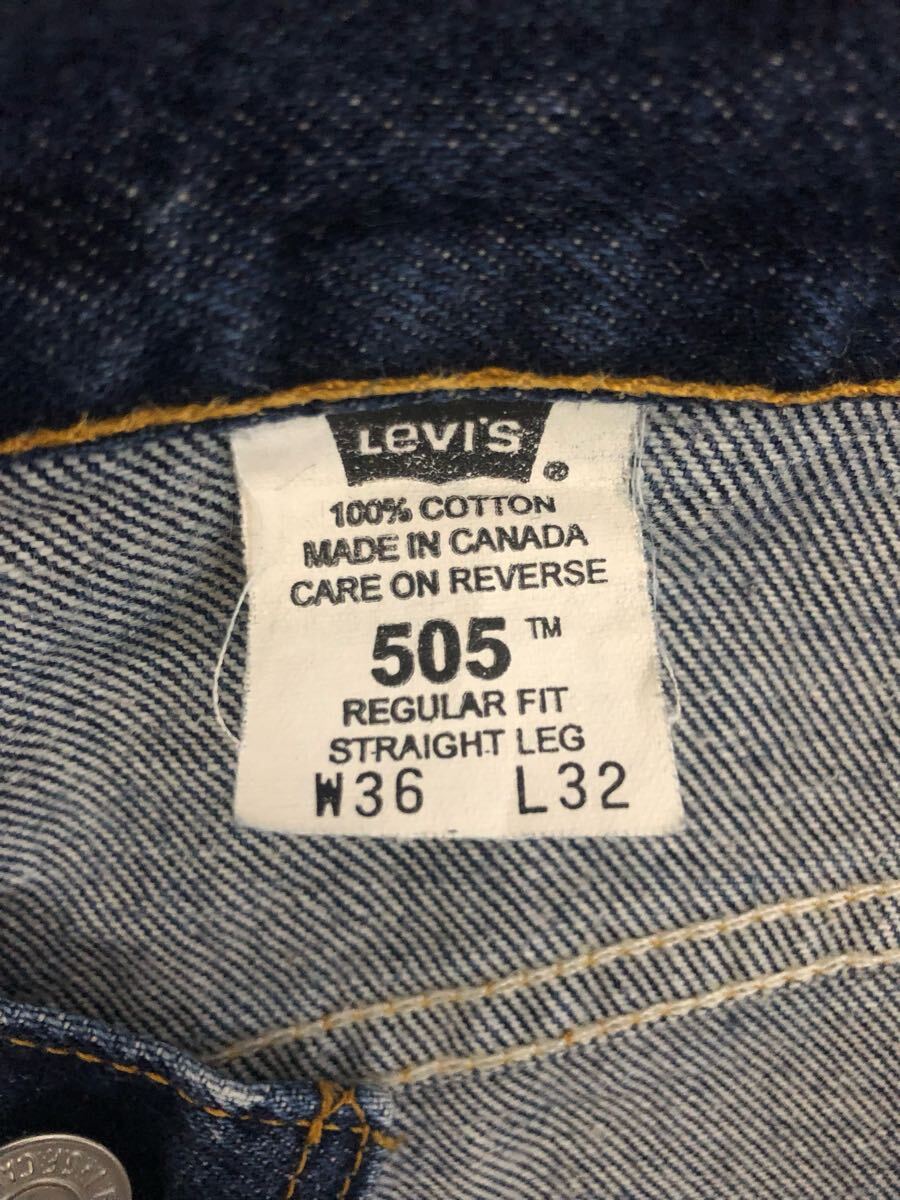 LEVI'S ®
100% COTTON
MADE IN CANADA
CARE ON REVERSE
505 ™
REGULAR FIT
STRAIGHT LEG
W36 L32